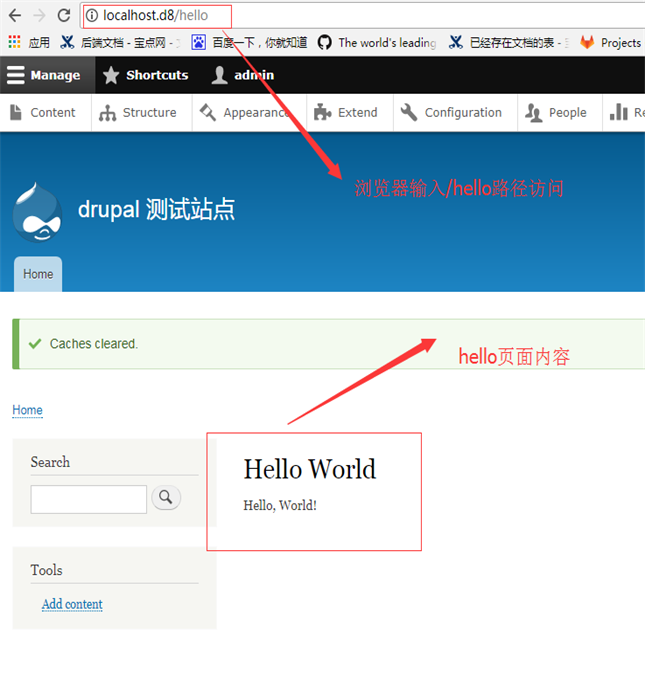 localhost.d8/hello
应用 后端文档 - 宝点网 - 百度一下，你就知道 The world's leading 已经存在文档的表 - Projects
Manage Shortcuts admin
Content Structure Appearance Extend Configuration People Re
浏览器输入/hello路径访问
drupal 测试站点
Home
Caches cleared.
hello页面内容
Home
Search
Hello World
Hello, World!
Tools
Add content